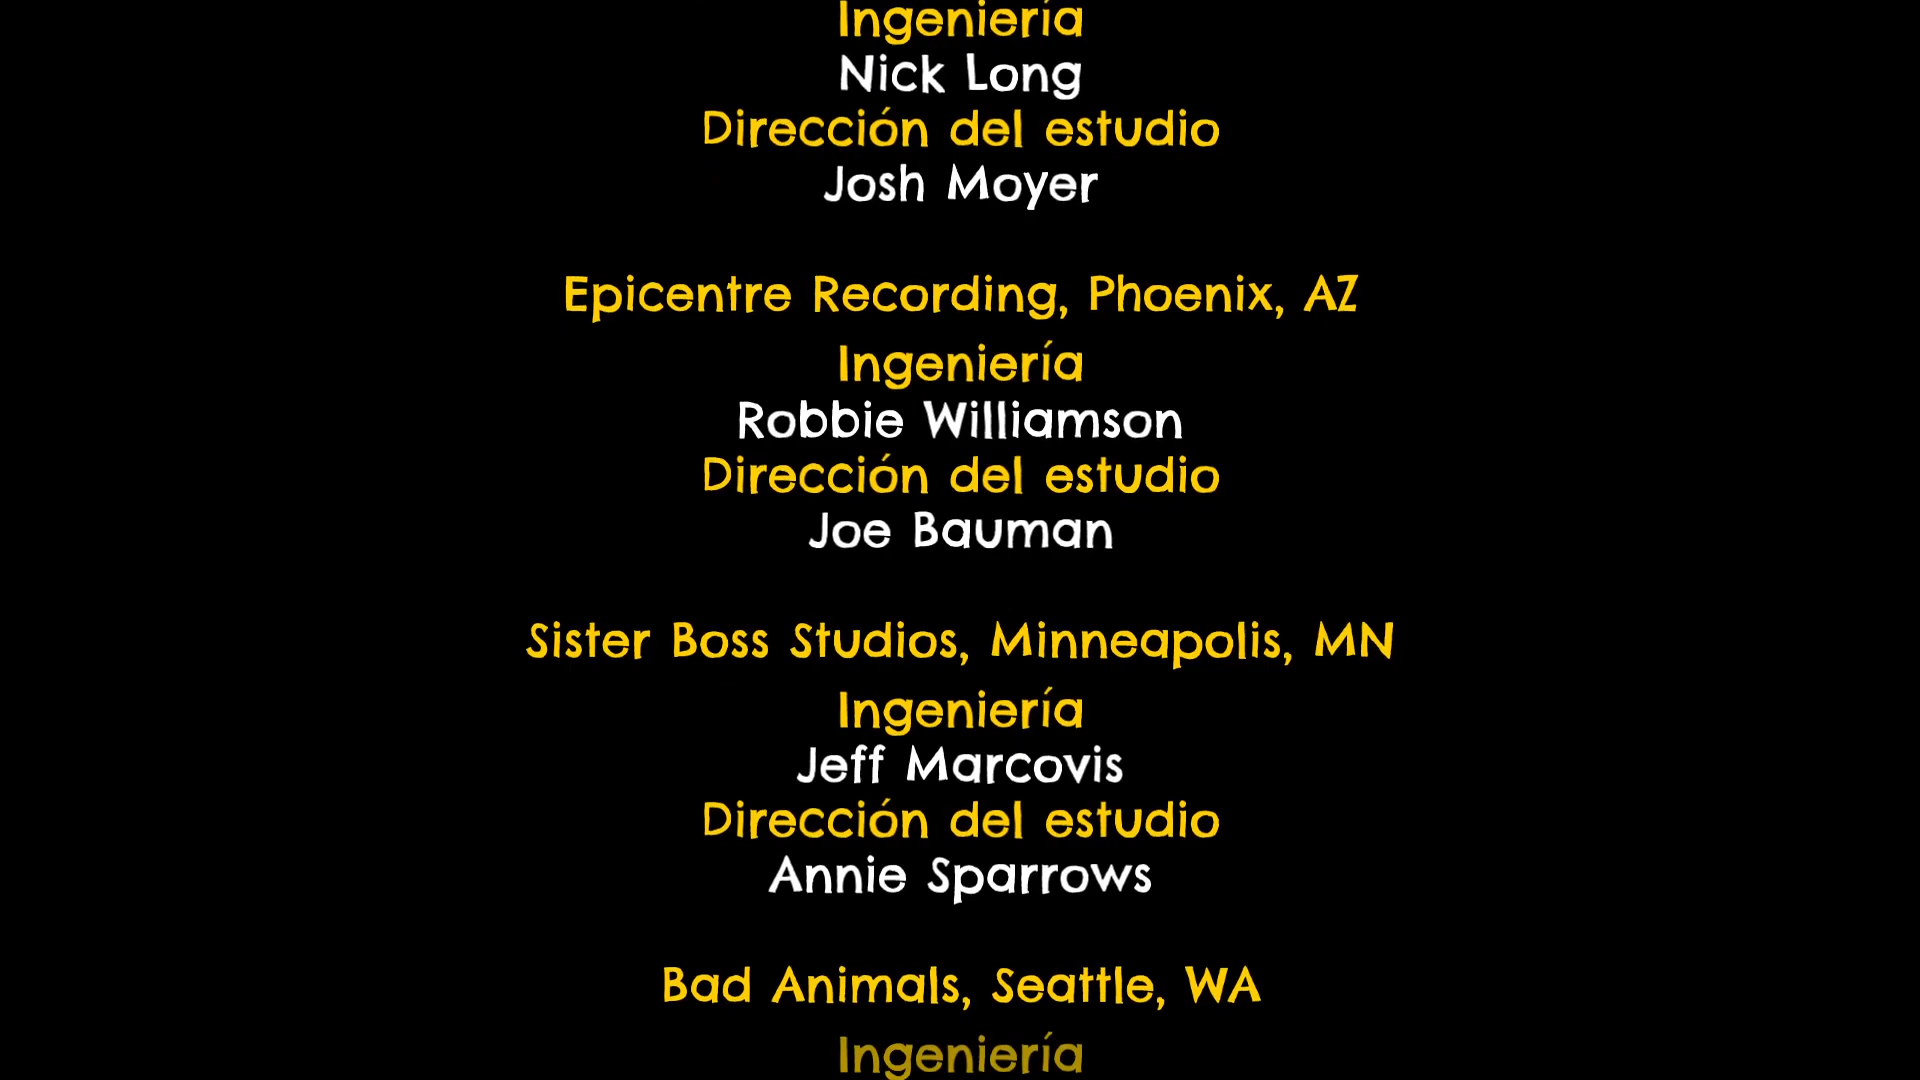 Ingeniería
Nick Long
Dirección del estudio
Josh Moyer
Epicentre Recording, Phoenix, AZ
Ingeniería
Robbie Williamson
Dirección del estudio
Joe Bauman
Sister Boss Studios, Minneapolis, MN
Ingeniería
Jeff Marcovis
Dirección del estudio
Annie Sparrows
Bad Animals, Seattle, WA
Ingeniería